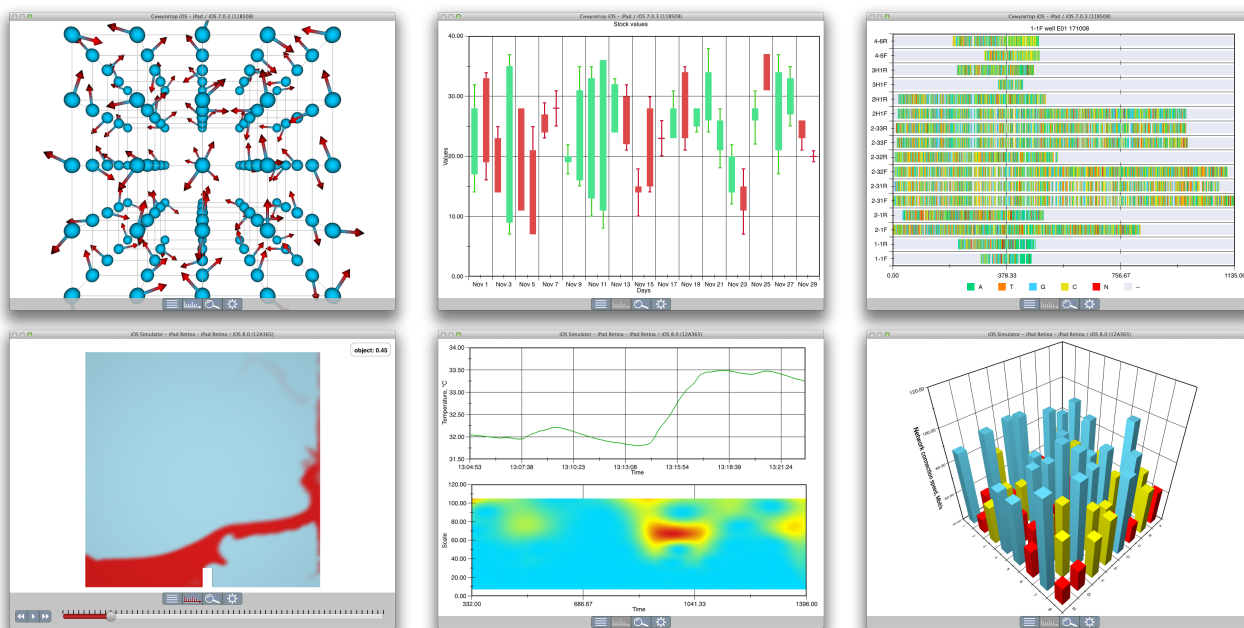 Симулятор iOS – iPad / iOS 7.0.3 (11B508)
Симулятор iOS – iPad / iOS 7.0.3 (11B508)
Stock values
40.00
30.00
20.00
10.00
0.00
Values
Nov 1 Nov 3 Nov 5 Nov 7 Nov 9 Nov 11 Nov 13 Nov 15 Nov 17 Nov 19 Nov 21 Nov 23 Nov 25 Nov 27 Nov 29
Days
Симулятор iOS – iPad / iOS 7.0.3 (11B508)
1-1F well E01 171008
4-6R
4-6F
3H1R
3H1F
2H1R
2H1F
2-33R
2-33F
2-32R
2-32F
2-31R
2-31F
2-1R
2-1F
1-1R
1-1F
0.00 378.33 756.67 1135.00
A T G C N --
iOS Simulator – iPad Retina – iPad Retina / iOS 8.0 (12A365)
object: 0.45
iOS Simulator – iPad Retina – iPad Retina / iOS 8.0 (12A365)
34.00
33.50
33.00
32.50
32.00
31.50
Temperature, °C
13:04:53 13:07:38 13:10:23 13:13:08 13:15:54 13:18:39 13:21:24
Time
120.00
100.00
80.00
60.00
40.00
20.00
0.00
Scale
332.00 686.67 1041.33 1396.00
Time
iOS Simulator – iPad Retina – iPad Retina / iOS 8.0 (12A365)
120.00
100.00
Network connection speed, Mbit/s